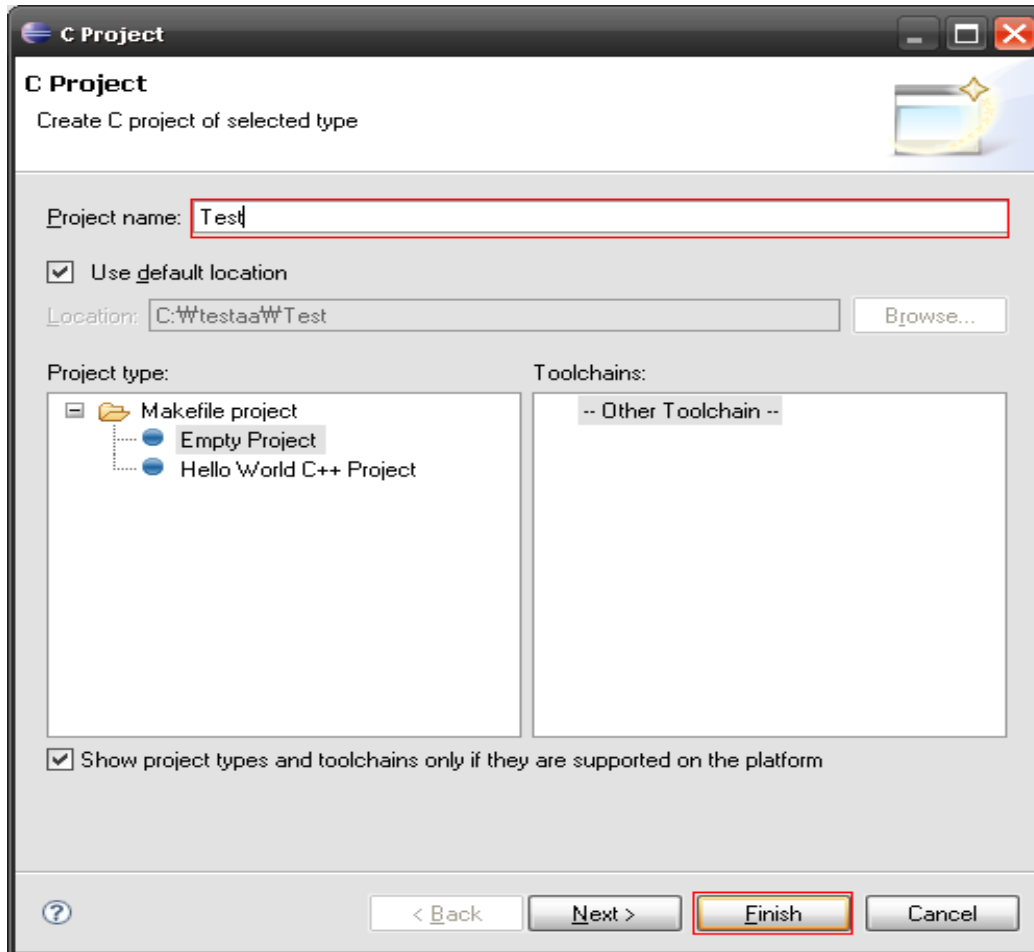 C Project
C Project
Create C project of selected type
Project name: Test
Use default location
Location: C:₩testaa₩Test Browse...
Project type: Toolchains:
Makefile project -- Other Toolchain --
Empty Project
Hello World C++ Project
Show project types and toolchains only if they are supported on the platform
? < Back Next > Finish Cancel